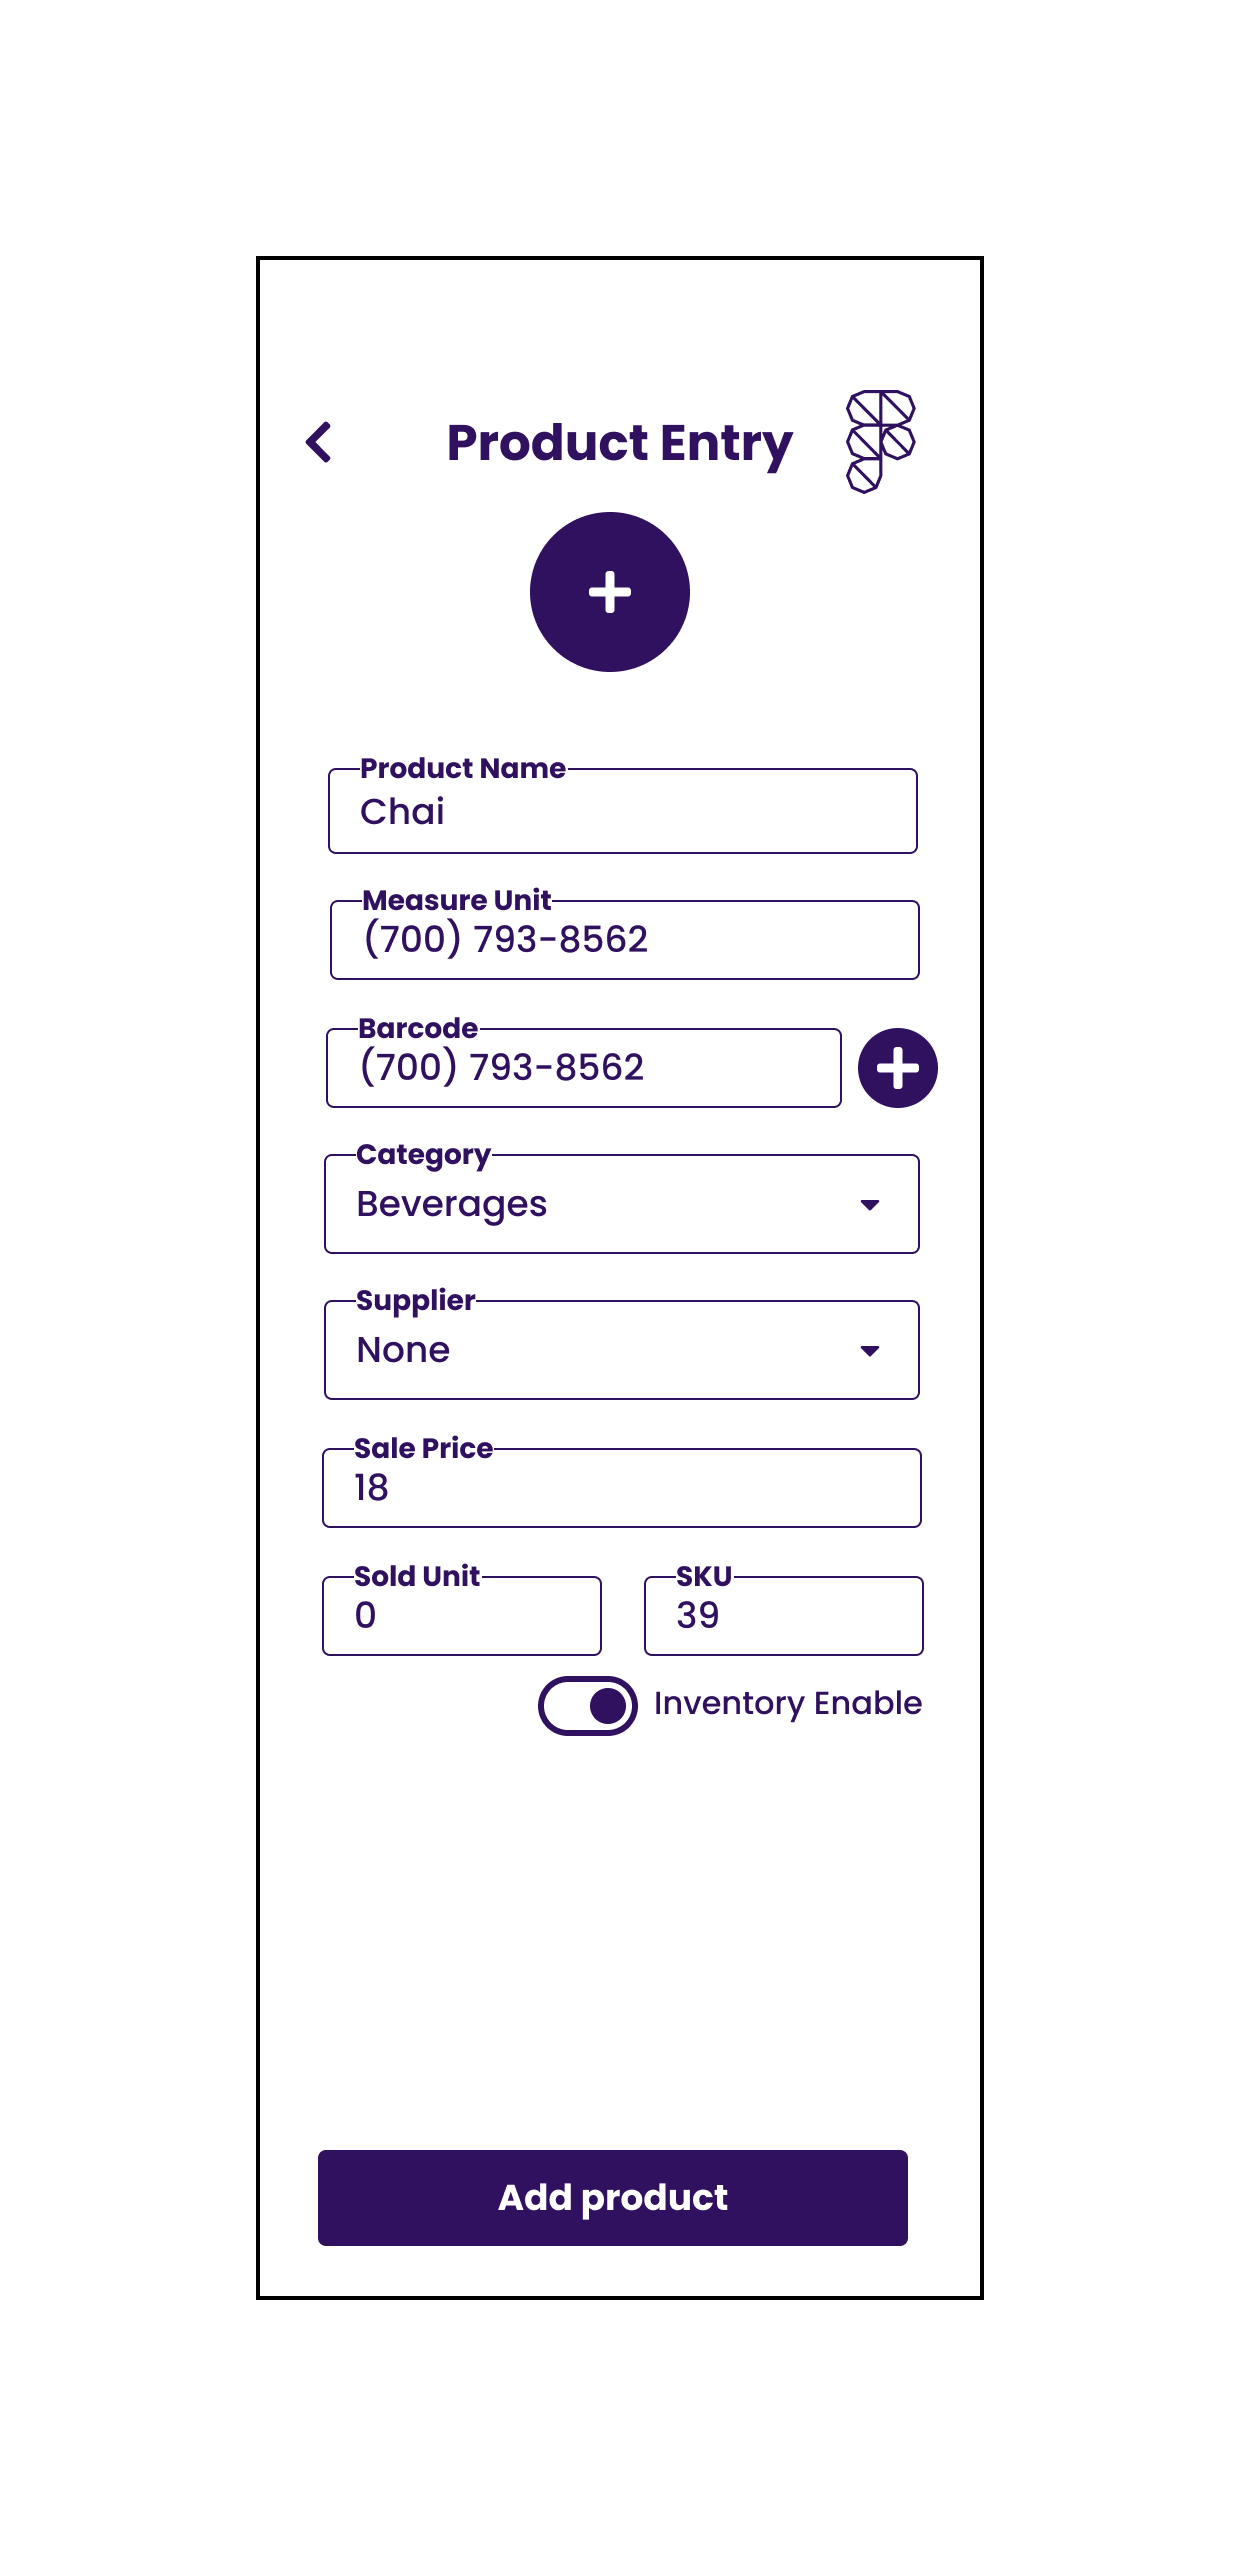 Product Entry
Product Name
Chai
Measure Unit
(700) 793-8562
Barcode
(700) 793-8562
Category
Beverages
Supplier
None
Sale Price
18
Sold Unit
0
SKU
39
Inventory Enable
Add product